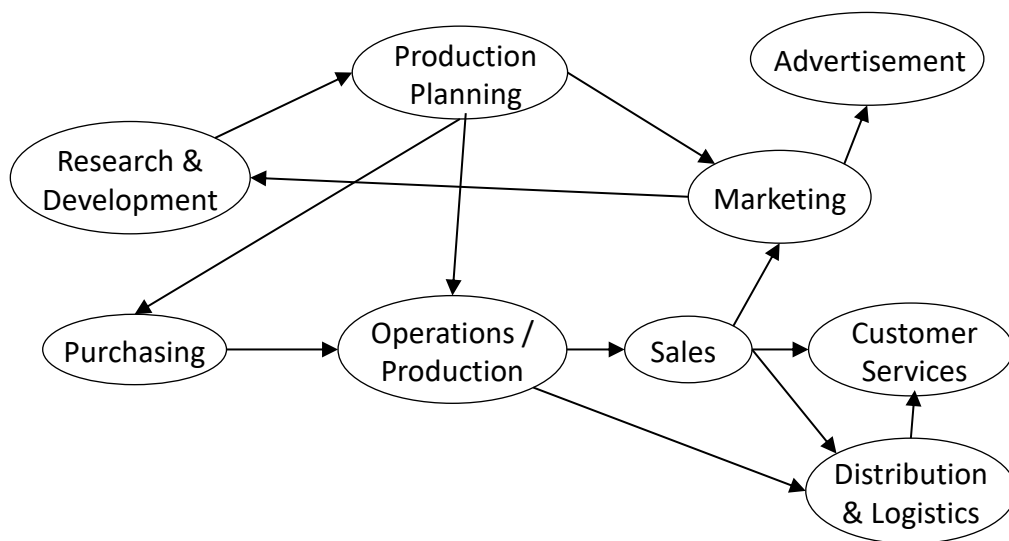 Production
Planning
Advertisement
Research &
Development
Marketing
Purchasing
Operations /
Production
Sales
Customer
Services
Distribution
& Logistics